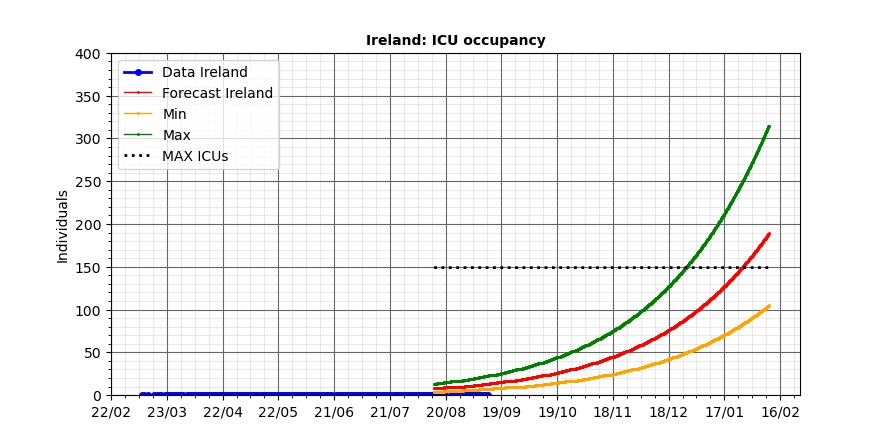 Ireland: ICU occupancy
Individuals
400
350
300
250
200
150
100
50
0
Data Ireland
Forecast Ireland
Min
Max
MAX ICUs
22/02 23/03 22/04 22/05 21/06 21/07 20/08 19/09 19/10 18/11 18/12 17/01 16/02